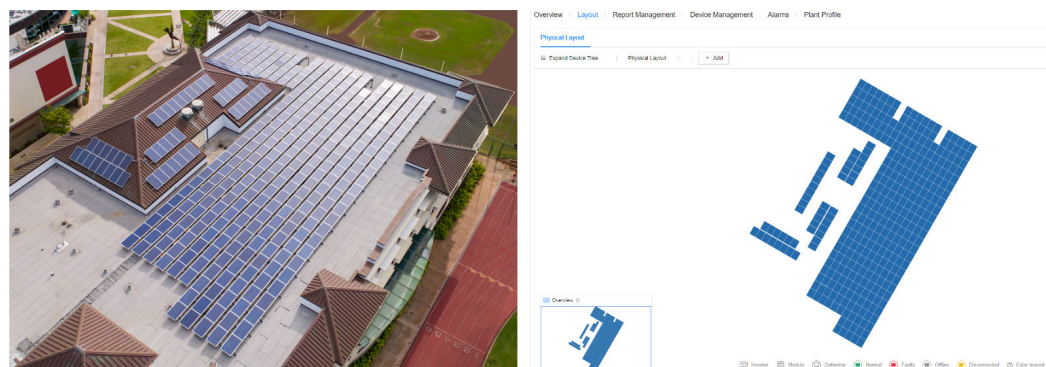 Overview Layout Report Management Device Management Alarms Plant Profile
Physical Layout
Expand Device Tree Physical Layout + Add
Overview
Inverter Module Optimizer Normal Faulty Offline Disconnected Color legend